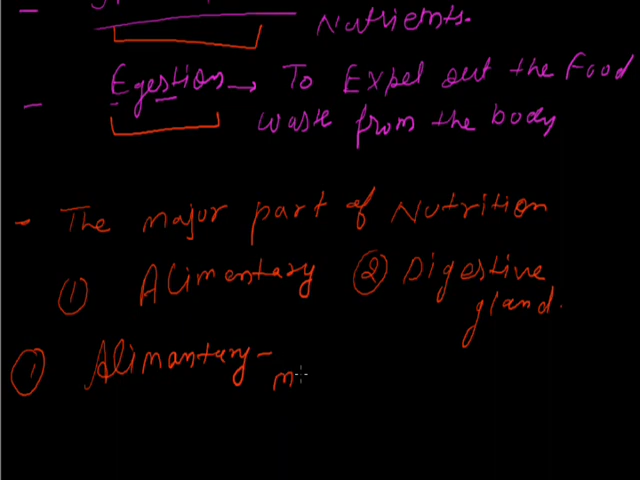 - Nutrients.
- Egestion → To Expel out the Food
waste from the body
- The major part of Nutrition
① Alimentary ② Digestive
gland.
① Alimantary -
m